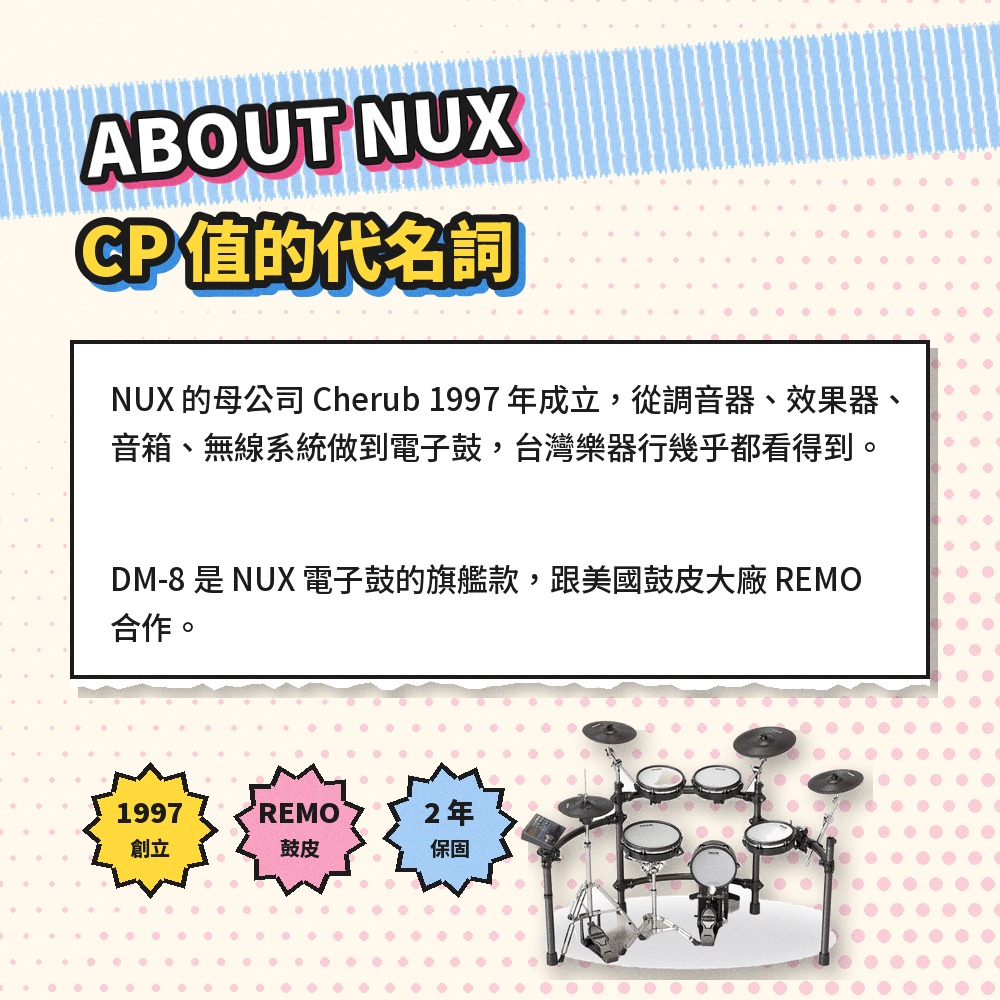 ABOUT NUX
CP 值的代名詞
NUX 的母公司 Cherub 1997 年成立，從調音器、效果器、
音箱、無線系統做到電子鼓，台灣樂器行幾乎都看得到。
DM-8 是 NUX 電子鼓的旗艦款，跟美國鼓皮大廠 REMO
合作。
1997
創立
REMO
鼓皮
2 年
保固